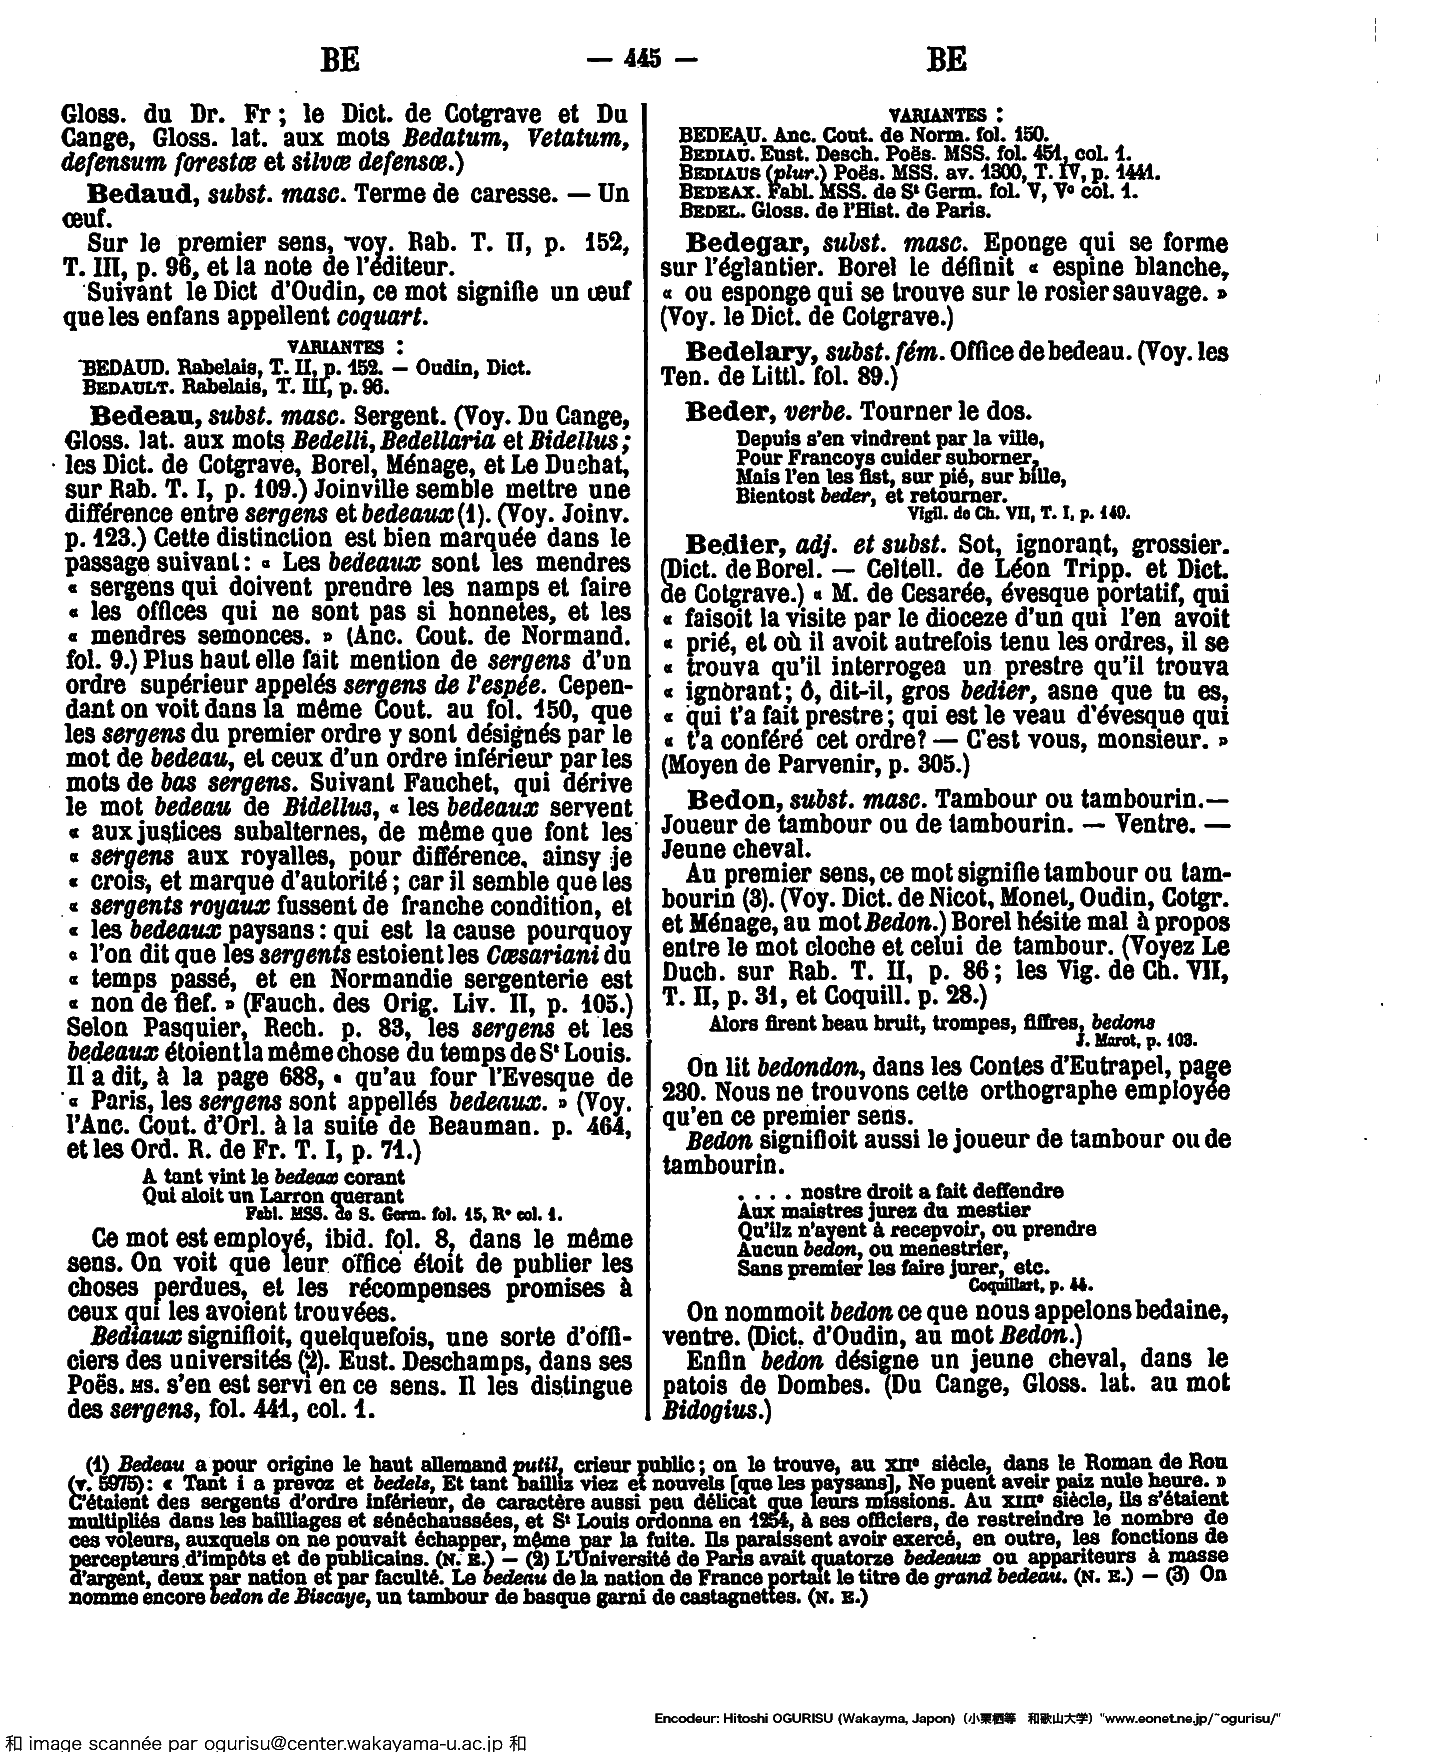 BE — 445 — BE
Gloss. du Dr. Fr ; le Dict. de Cotgrave et Du
Cange, Gloss. lat. aux mots Bedatum, Vetatum,
defensum forestœ et silvœ defensœ.)
Bedaud, subst. masc. Terme de caresse. — Un
œuf.
Sur le premier sens, voy. Rab. T. II, p. 152,
T. III, p. 96, et la note de l'éditeur.
Suivant le Dict d'Oudin, ce mot signifie un œuf
que les enfans appellent coquart.
VARIANTES :
BEDAUD. Rabelais, T. II, p. 152. — Oudin, Dict.
BEDAULT. Rabelais, T. III, p. 96.
Bedeau, subst. masc. Sergent. (Voy. Du Cange,
Gloss. lat. aux mots Bedelli, Bedellaria et Bidellus ;
les Dict. de Cotgrave, Borel, Ménage, et Le Duchat,
sur Rab. T. I, p. 109.) Joinville semble mettre une
différence entre sergens et bedeaux (1). (Voy. Joinv.
p. 123.) Cette distinction est bien marquée dans le
passage suivant : « Les bedeaux sont les mendres
« sergens qui doivent prendre les namps et faire
« les offices qui ne sont pas si honnetes, et les
« mendres semonces. » (Anc. Cout. de Normand.
fol. 9.) Plus haut elle fait mention de sergens d'un
ordre supérieur appelés sergens de l'espée. Cepen-
dant on voit dans la même Cout. au fol. 150, que
les sergens du premier ordre y sont désignés par le
mot de bedeau, et ceux d'un ordre inférieur par les
mots de bas sergens. Suivant Fauchet, qui dérive
le mot bedeau de Bidellus, « les bedeaux servent
« aux justices subalternes, de même que font les
« sergens aux royalles, pour différence, ainsy je
« crois, et marque d'autorité ; car il semble que les
« sergents royaux fussent de franche condition, et
« les bedeaux paysans : qui est la cause pourquoy
« l'on dit que les sergents estoient les Cœsariani du
« temps passé, et en Normandie sergenterie est
« non de fief. » (Fauch. des Orig. Liv. II, p. 105.)
Selon Pasquier, Rech. p. 83, les sergens et les
bedeaux étoient la même chose du temps de St Louis.
Il a dit, à la page 688, « qu'au four l'Evesque de
« Paris, les sergens sont appellés bedeaux. » (Voy.
l'Anc. Cout. d'Orl. à la suite de Beauman. p. 464,
et les Ord. R. de Fr. T. I, p. 71.)
A tant vint le bedeax corant
Qui aloit un Larron querant
Fabl. MSS. de S. Germ. fol. 15, R° col. 1.
Ce mot est employé, ibid. fol. 8, dans le même
sens. On voit que leur office étoit de publier les
choses perdues, et les récompenses promises à
ceux qui les avoient trouvées.
Bediaux signifioit, quelquefois, une sorte d'offi-
ciers des universités (2). Eust. Deschamps, dans ses
Poës. MS. s'en est servi en ce sens. Il les distingue
des sergens, fol. 441, col. 1.
VARIANTES :
BEDEAU. Anc. Cout. de Norm. fol. 150.
BEDIAU. Eust. Desch. Poës. MSS. fol. 451, col. 1.
BEDIAUS (plur.) Poës. MSS. av. 1300, T. IV, p. 1441.
BEDEAX. Fabl. MSS. de St Germ. fol. V, V° col. 1.
BEDEL. Gloss. de l'Hist. de Paris.
Bedegar, subst. masc. Eponge qui se forme
sur l'églantier. Borel le définit « espine blanche,
« ou esponge qui se trouve sur le rosier sauvage. »
(Voy. le Dict. de Cotgrave.)
Bedelary, subst. fém. Office de bedeau. (Voy. les
Ten. de Littl. fol. 89.)
Beder, verbe. Tourner le dos.
Depuis s'en vindrent par la ville,
Pour Francoys cuider suborner,
Mais l'en les fist, sur pié, sur bille,
Bientost beder, et retourner.
Vigil. de Ch. VII, T. I, p. 149.
Bedier, adj. et subst. Sot, ignorant, grossier.
(Dict. de Borel. — Celtell. de Léon Tripp. et Dict.
de Cotgrave.) « M. de Cesarée, évesque portatif, qui
« faisoit la visite par le dioceze d'un qui l'en avoit
« prié, et où il avoit autrefois tenu les ordres, il se
« trouva qu'il interrogea un prestre qu'il trouva
« ignorant ; ô, dit-il, gros bedier, asne que tu es,
« qui t'a fait prestre ; qui est le veau d'évesque qui
« t'a conféré cet ordre ? — C'est vous, monsieur. »
(Moyen de Parvenir, p. 305.)
Bedon, subst. masc. Tambour ou tambourin. —
Joueur de tambour ou de tambourin. — Ventre. —
Jeune cheval.
Au premier sens, ce mot signifie tambour ou tam-
bourin (3). (Voy. Dict. de Nicot, Monet, Oudin, Cotgr.
et Ménage, au mot Bedon.) Borel hésite mal à propos
entre le mot cloche et celui de tambour. (Voyez Le
Duch. sur Rab. T. II, p. 86 ; les Vig. de Ch. VII,
T. II, p. 31, et Coquill. p. 28.)
Alors firent beau bruit, trompes, fiffres, bedons
J. Marot, p. 103.
On lit bedondon, dans les Contes d'Eutrapel, page
230. Nous ne trouvons cette orthographe employée
qu'en ce premier sens.
Bedon signifioit aussi le joueur de tambour ou de
tambourin.
. . . . nostre droit a fait deffendre
Aux maistres jurez du mestier
Qu'ilz n'ayent à recepvoir, ou prendre
Aucun bedon, ou menestrier,
Sans premier les faire jurer, etc.
Coquillart, p. 44.
On nommoit bedon ce que nous appelons bedaine,
ventre. (Dict. d'Oudin, au mot Bedon.)
Enfin bedon désigne un jeune cheval, dans le
patois de Dombes. (Du Cange, Gloss. lat. au mot
Bidogius.)
(1) Bedeau a pour origine le haut allemand putil, crieur public ; on le trouve, au XIIe siècle, dans le Roman de Rou
(v. 5975) : « Tant i a prevoz et bedels, Et tant bailliz viez et nouvels [que les paysans], Ne puent aveir paiz nule heure. »
C'étaient des sergents d'ordre inférieur, de caractère aussi peu délicat que leurs missions. Au XIIIe siècle, ils s'étaient
multipliés dans les bailliages et sénéchaussées, et St Louis ordonna en 1254, à ses officiers, de restreindre le nombre de
ces voleurs, auxquels on ne pouvait échapper, même par la fuite. Ils paraissent avoir exercé, en outre, les fonctions de
percepteurs d'impôts et de publicains. (N. E.) — (2) L'Université de Paris avait quatorze bedeaux ou appariteurs à masse
d'argent, deux par nation et par faculté. Le bedeau de la nation de France portait le titre de grand bedeau. (N. E.) — (3) On
nomme encore bedon de Biscaye, un tambour de basque garni de castagnettes. (N. E.)
Encodeur: Hitoshi OGURISU (Wakayma, Japon) (小栗栖等 和歌山大学) "www.eonet.ne.jp/~ogurisu/"
和 image scannée par ogurisu@center.wakayama-u.ac.jp 和